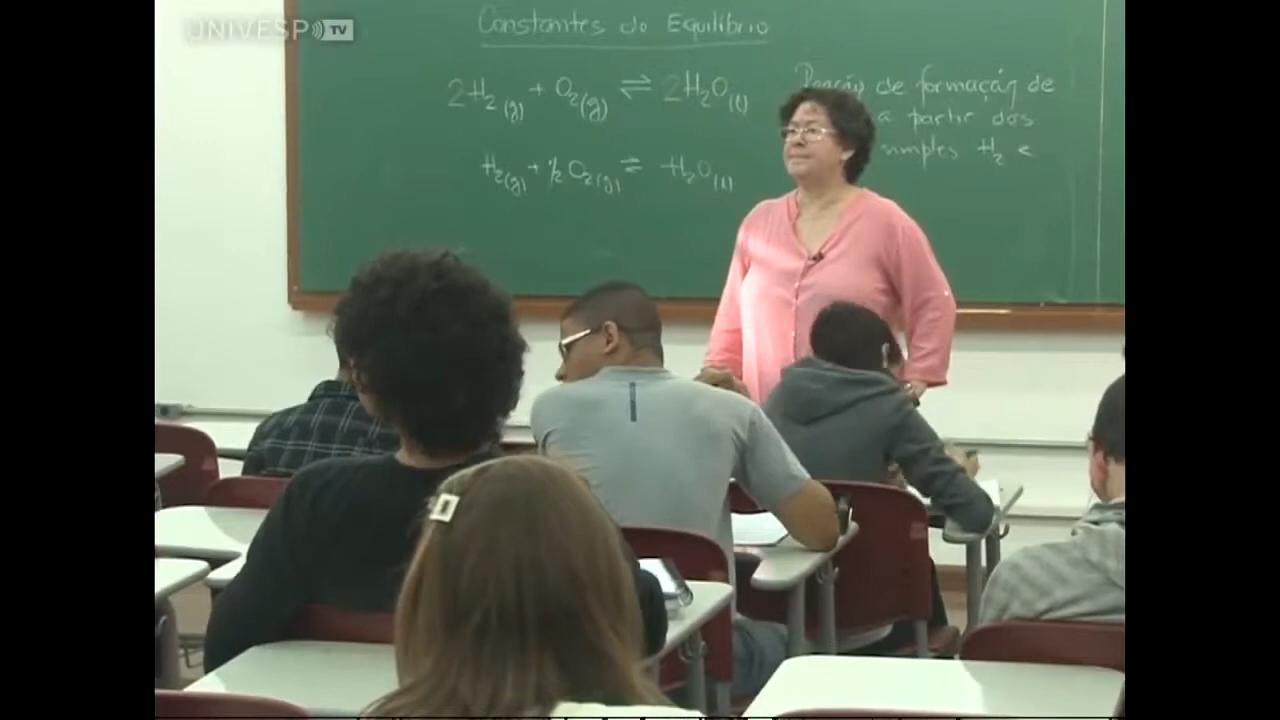 UNIVESP TV
Constantes do Equilíbrio
2H₂(g) + O₂(g) ⇌ 2H₂O(l)
H₂(g) + ½ O₂(g) ⇌ H₂O(l)
Reação de formação de
a partir dos
simples H₂ e